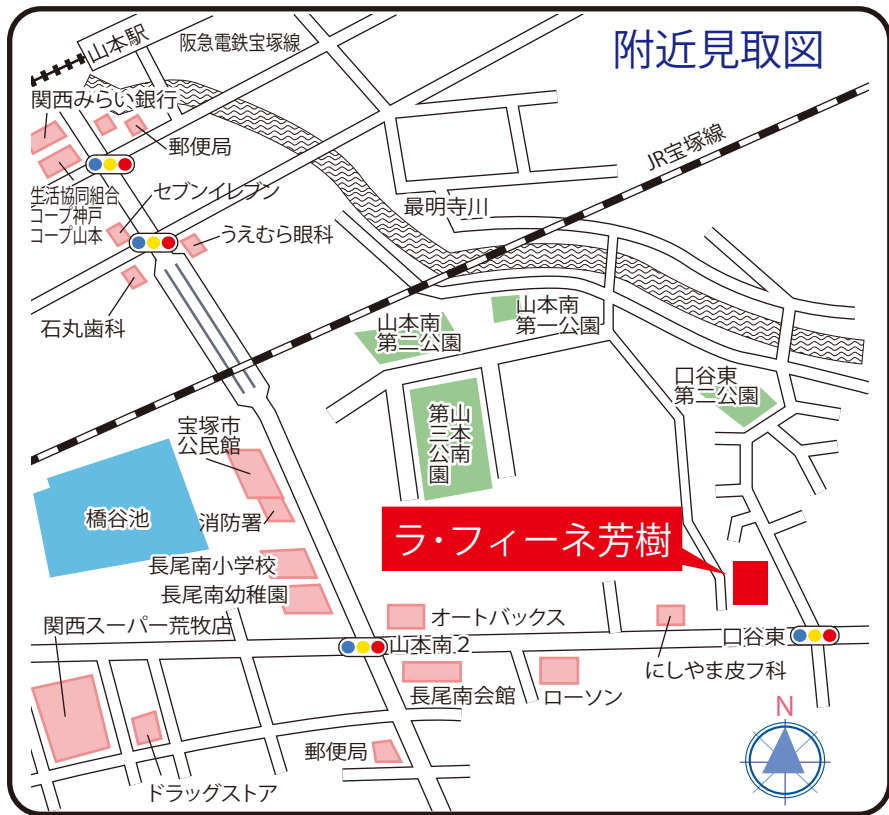 附近見取図
山本駅
阪急電鉄宝塚線
関西みらい銀行
郵便局
生活協同組合
コープ神戸
コープ山本
セブンイレブン
うえむら眼科
石丸歯科
JR宝塚線
最明寺川
山本南
第二公園
山本南
第一公園
口谷東
第二公園
山本南
第三公園
宝塚市
公民館
橋谷池
消防署
長尾南小学校
長尾南幼稚園
ラ・フィーネ芳樹
関西スーパー荒牧店
オートバックス
山本南2
口谷東
にしやま皮フ科
長尾南会館
ローソン
郵便局
ドラッグストア
N